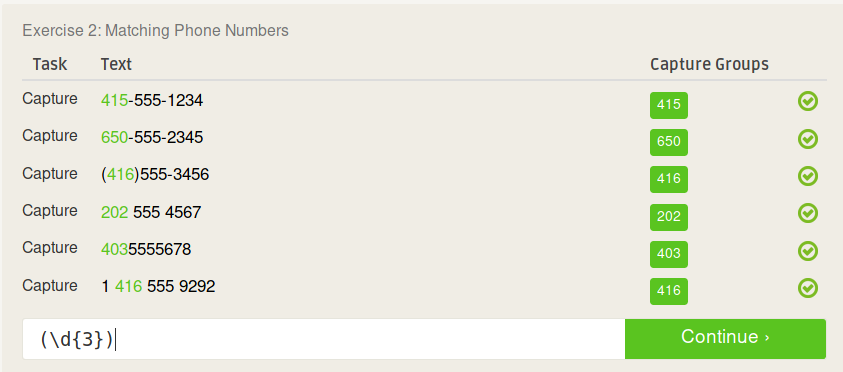 Exercise 2: Matching Phone Numbers
Task Text Capture Groups
Capture 415-555-1234 415
Capture 650-555-2345 650
Capture (416)555-3456 416
Capture 202 555 4567 202
Capture 4035555678 403
Capture 1 416 555 9292 416
(\d{3}) Continue ›